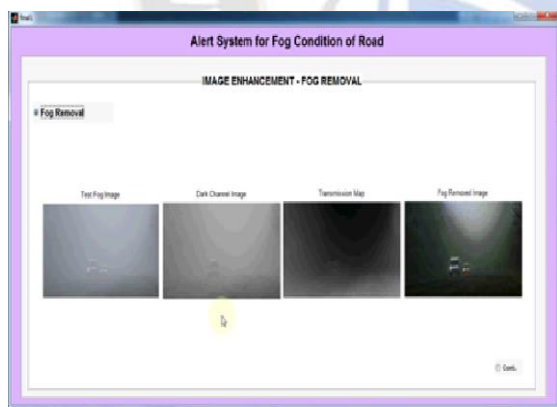 Alert System for Fog Condition of Road
IMAGE ENHANCEMENT - FOG REMOVAL
Fog Removal
Test Fog Image
Dark Channel Image
Transmission Map
Fog Removed Image